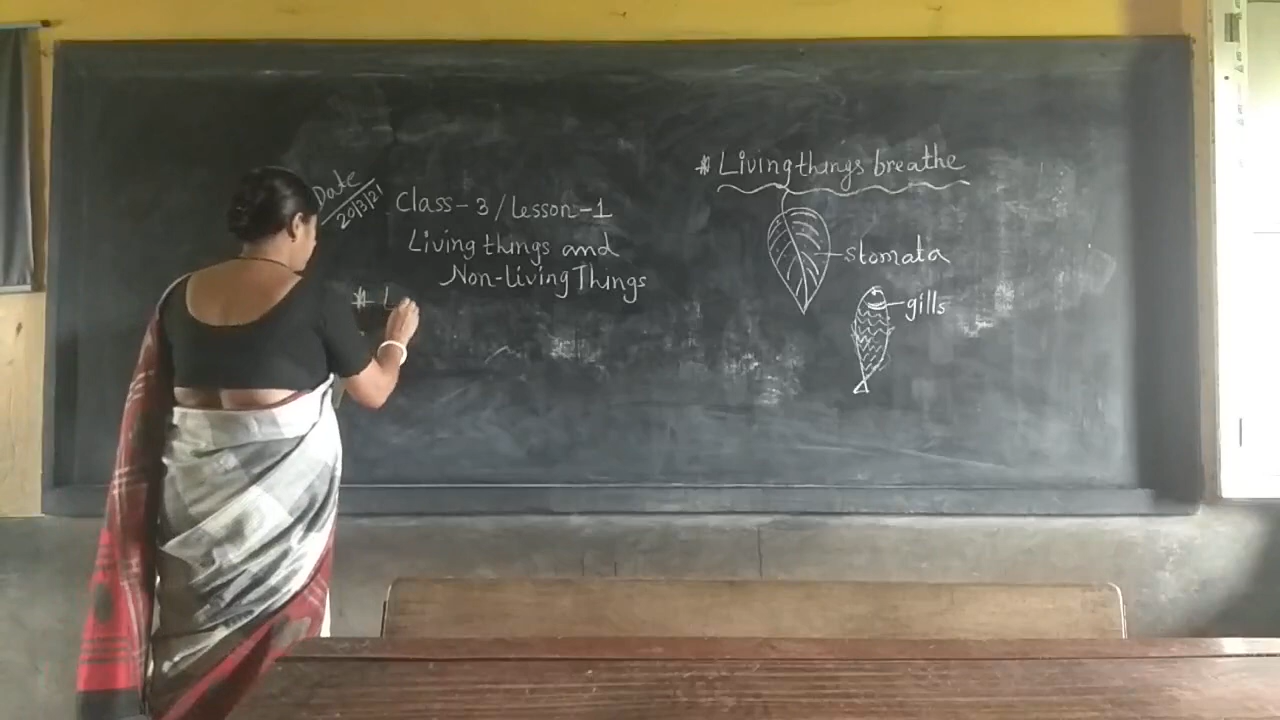 Date
20/3/21
Class-3/Lesson-1
Living things and
Non-Living Things
# L
# Living things breathe
stomata
gills